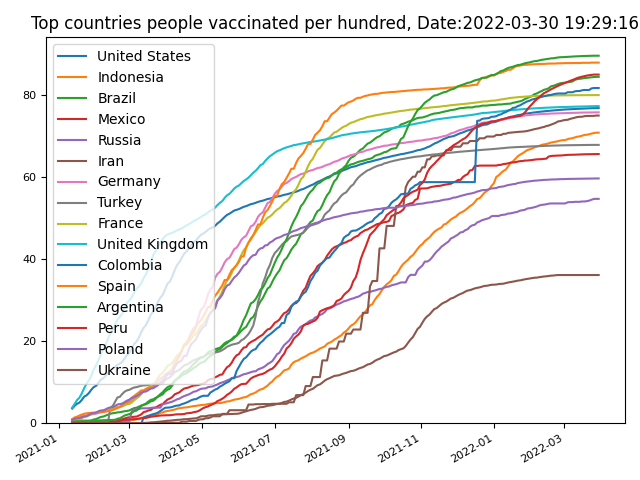 Top countries people vaccinated per hundred, Date:2022-03-30 19:29:16
United States
Indonesia
Brazil
Mexico
Russia
Iran
Germany
Turkey
France
United Kingdom
Colombia
Spain
Argentina
Peru
Poland
Ukraine
80
60
40
20
0
2021-01
2021-03
2021-05
2021-07
2021-09
2021-11
2022-01
2022-03